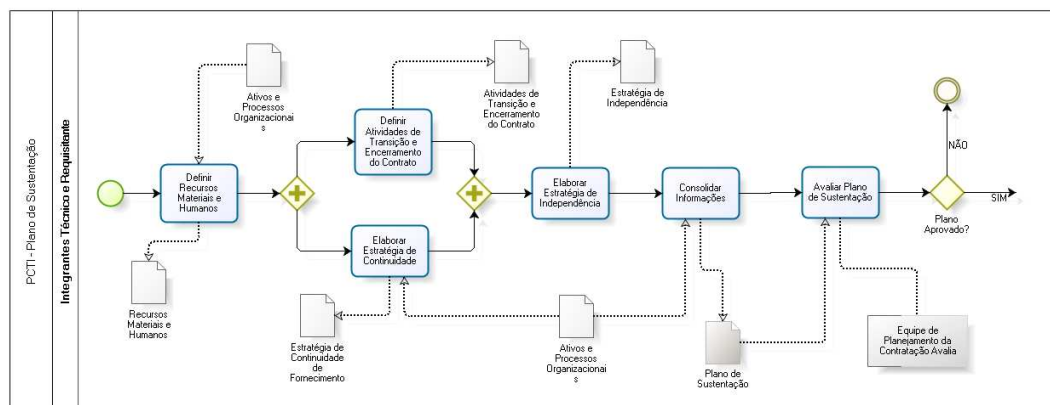 PCTI - Plano de Sustentação
Integrantes Técnico e Requisitante
Ativos e
Processos
Organizacionai
s
Definir
Recursos
Materiais e
Humanos
Recursos
Materiais e
Humanos
Definir
Atividades de
Transição e
Encerramento
do Contrato
Atividades de
Transição e
Encerramento
do Contrato
Elaborar
Estratégia de
Continuidade
Estratégia de
Continuidade
de
Fornecimento
Elaborar
Estratégia de
Independência
Estratégia de
Independência
Ativos e
Processos
Organizacionai
s
Consolidar
Informações
Plano de
Sustentação
Avaliar Plano
de Sustentação
Equipe de
Planejamento da
Contratação Avalia
NÃO
SIM
Plano
Aprovado?